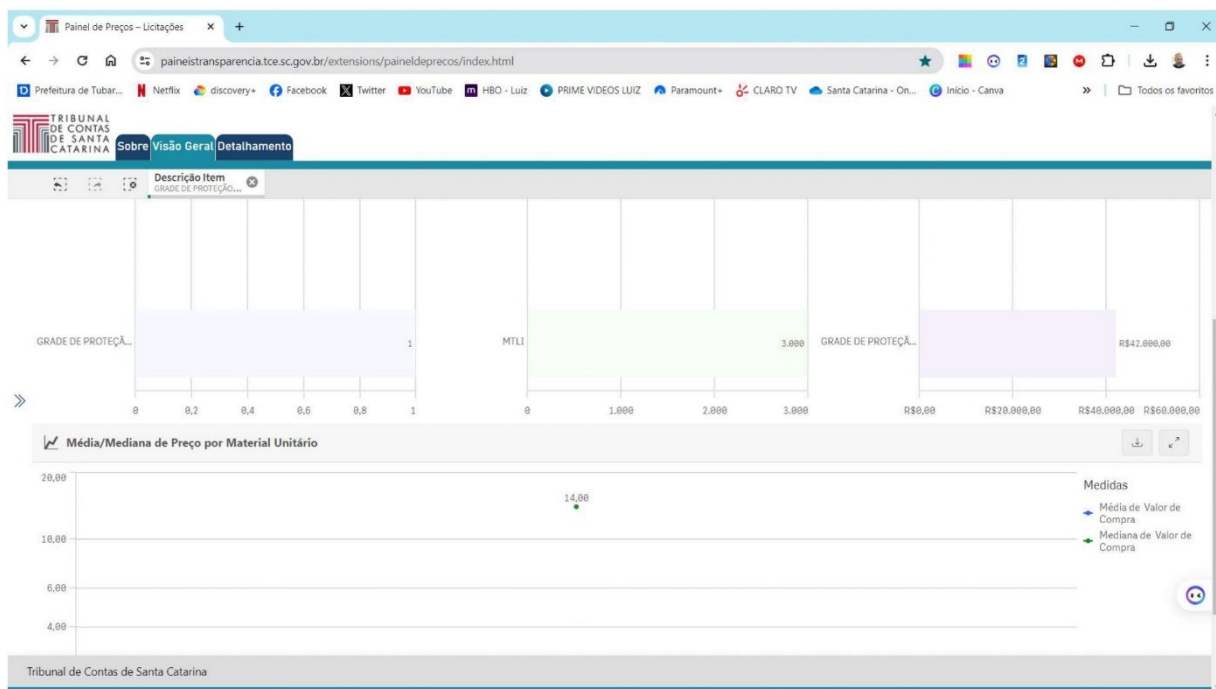 Painel de Preços – Licitações
paineistransparencia.tce.sc.gov.br/extensions/paineldeprecos/index.html
Prefeitura de Tubar... Netflix discovery+ Facebook Twitter YouTube HBO - Luiz PRIME VIDEOS LUIZ Paramount+ CLARO TV Santa Catarina - On... Início - Canva » Todos os favoritos
TRIBUNAL
DE CONTAS
DE SANTA
CATARINA
Sobre Visão Geral Detalhamento
Descrição Item
GRADE DE PROTEÇÃO...
GRADE DE PROTEÇÃ... 1 MTLI 3.000 GRADE DE PROTEÇÃ... R$42.000,00
0 0,2 0,4 0,6 0,8 1 0 1.000 2.000 3.000 R$0,00 R$20.000,00 R$40.000,00 R$60.000,00
Média/Mediana de Preço por Material Unitário
20,00
14,00
10,00
6,00
4,00
Medidas
Média de Valor de
Compra
Mediana de Valor de
Compra
Tribunal de Contas de Santa Catarina